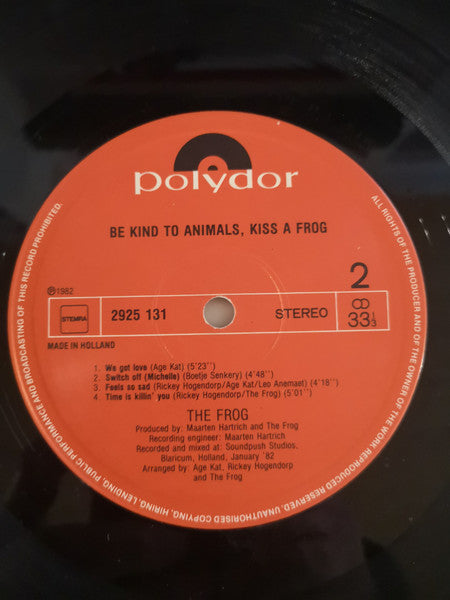 polydor
BE KIND TO ANIMALS, KISS A FROG
℗1982
2
STEMRA
2925 131
STEREO
33 1/3
MADE IN HOLLAND
1. We got love (Age Kat) (5'23")
2. Switch off (Michelle) (Boetje Senkery) (4'48")
3. Feels so sad (Rickey Hogendorp/Age Kat/Leo Anemaet) (4'18")
4. Time is killin' you (Rickey Hogendorp/The Frog) (5'01")
THE FROG
Produced by: Maarten Hartrich and The Frog
Recording engineer: Maarten Hartrich
Recorded and mixed at: Soundpush Studios,
Blaricum, Holland, January '82
Arranged by: Age Kat, Rickey Hogendorp
and The Frog
ALL RIGHTS OF THE PRODUCER AND OF THE OWNER OF THE WORK REPRODUCED RESERVED. UNAUTHORISED COPYING, HIRING, LENDING, PUBLIC PERFORMANCE AND BROADCASTING OF THIS RECORD PROHIBITED.